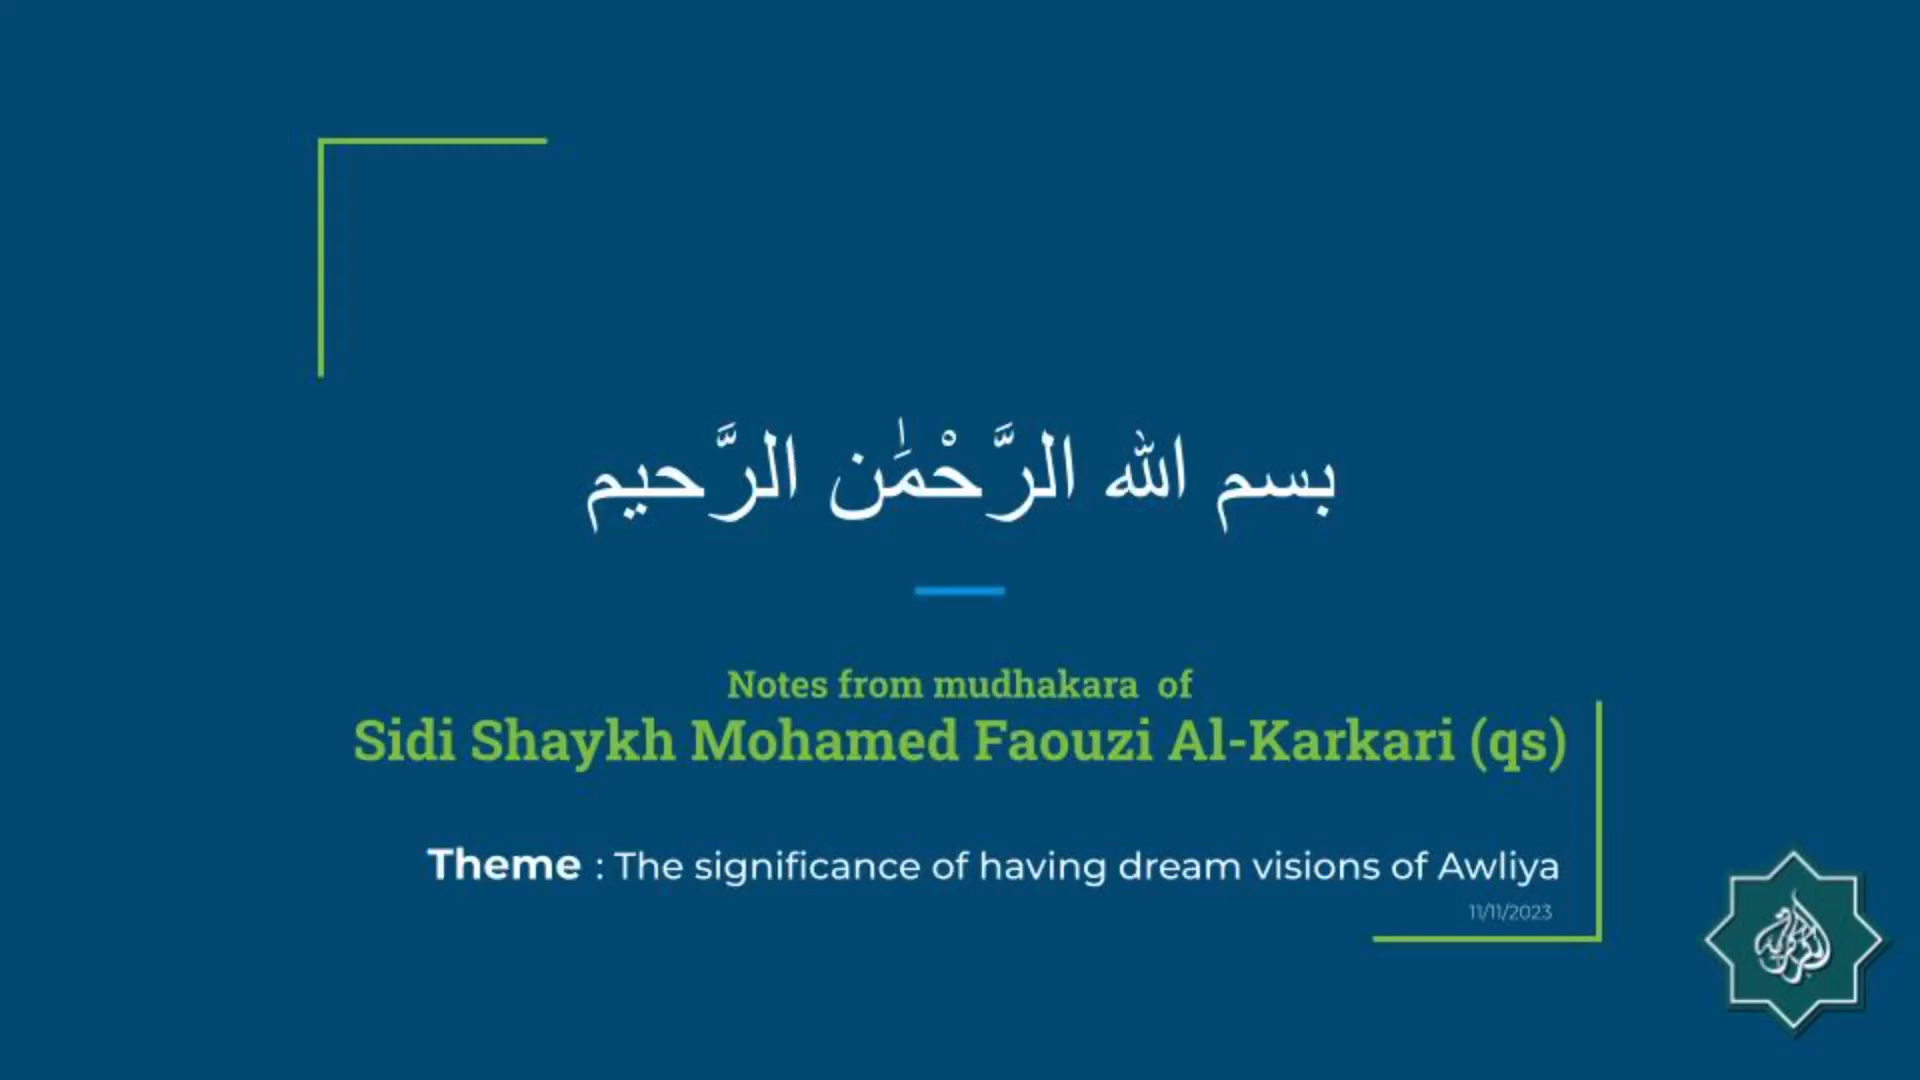 بسم الله الرَّحْمَٰن الرَّحيم
Notes from mudhakara of
Sidi Shaykh Mohamed Faouzi Al-Karkari (qs)
Theme : The significance of having dream visions of Awliya
11/11/2023
الكركرية